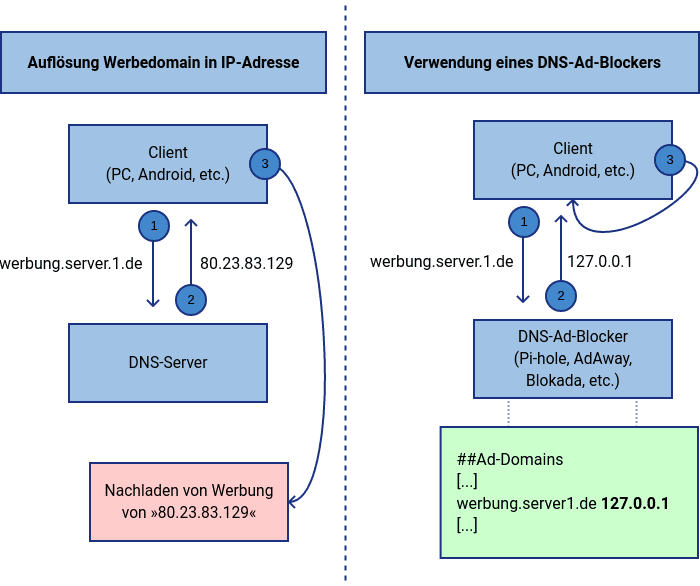 Auflösung Werbedomain in IP-Adresse
Client
(PC, Android, etc.)
3
1
werbung.server.1.de
80.23.83.129
2
DNS-Server
Nachladen von Werbung
von »80.23.83.129«
Verwendung eines DNS-Ad-Blockers
Client
(PC, Android, etc.)
3
1
werbung.server.1.de
127.0.0.1
2
DNS-Ad-Blocker
(Pi-hole, AdAway,
Blokada, etc.)
##Ad-Domains
[...]
werbung.server1.de 127.0.0.1
[...]